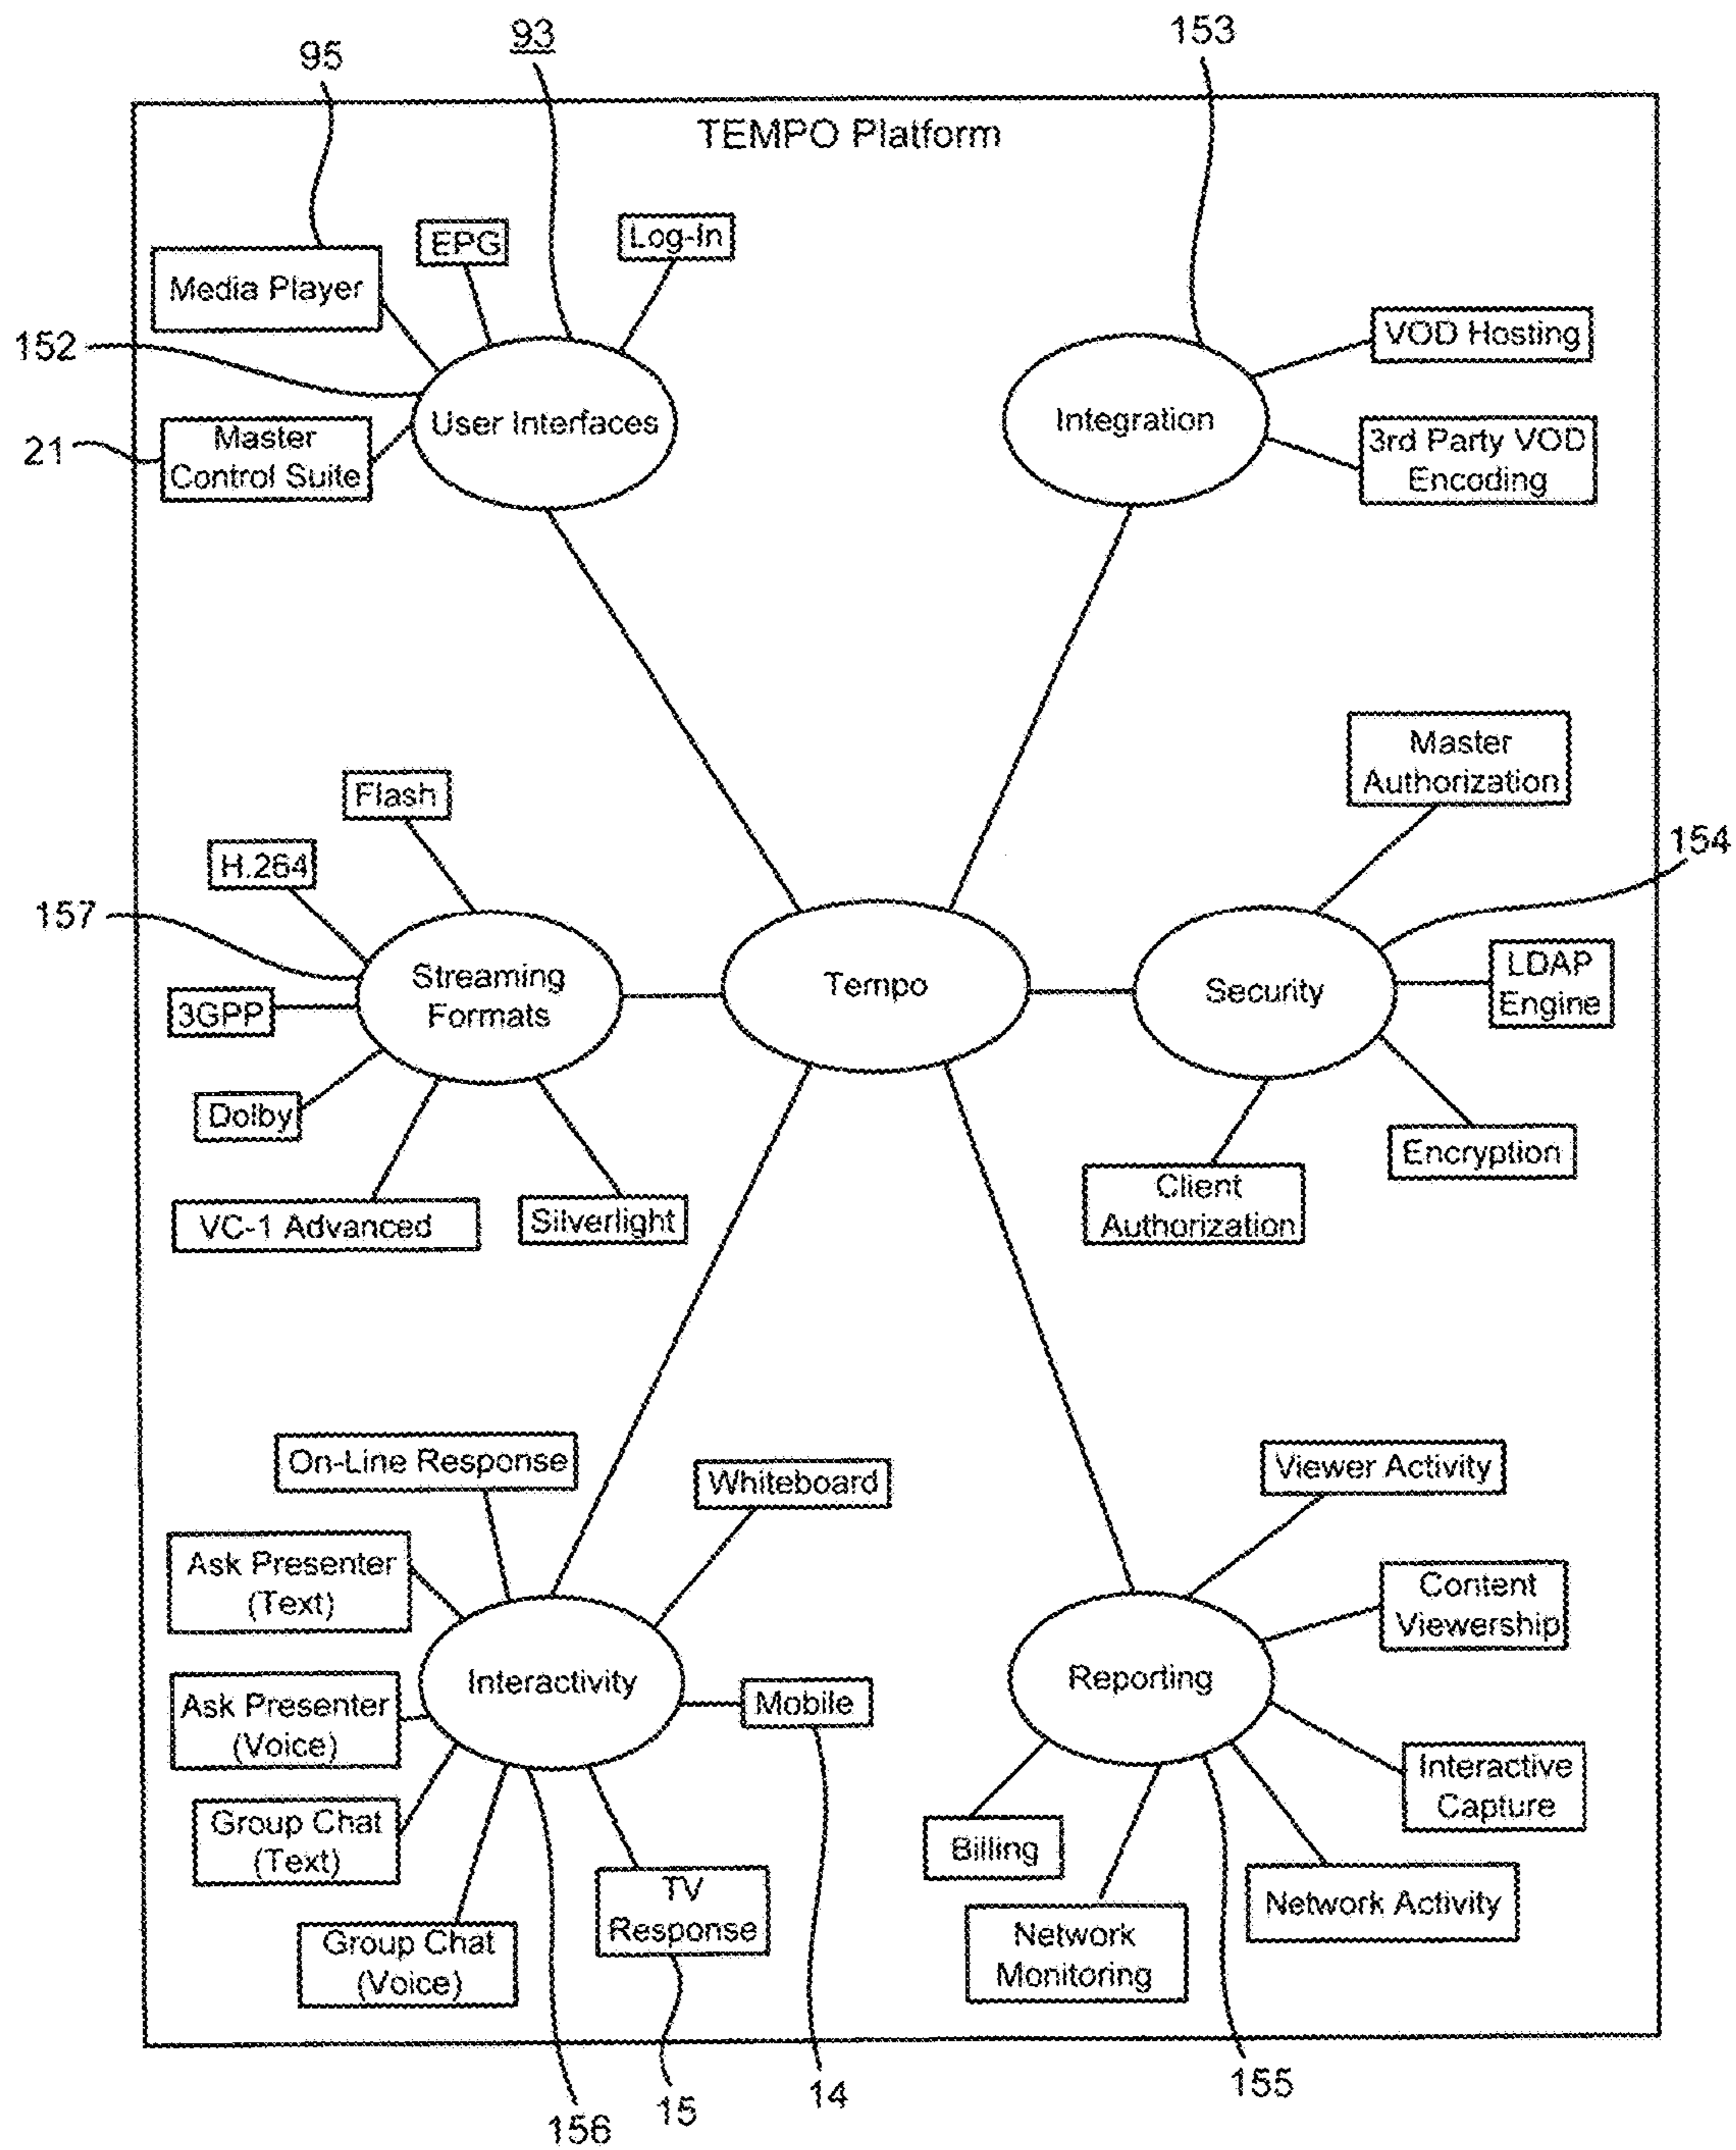 93
153
95
TEMPO Platform
EPG
Log-In
Media Player
152
VOD Hosting
User Interfaces
Integration
21
Master
Control Suite
3rd Party VOD
Encoding
Master
Authorization
Flash
154
H.264
157
Streaming
Formats
Tempo
Security
LDAP
Engine
3GPP
Dolby
Encryption
Client
Authorization
VC-1 Advanced
Silverlight
On-Line Response
Whiteboard
Viewer Activity
Ask Presenter
(Text)
Content
Viewership
Interactivity
Reporting
Ask Presenter
(Voice)
Mobile
Interactive
Capture
Group Chat
(Text)
Billing
TV
Response
Network Activity
Group Chat
(Voice)
Network
Monitoring
155
14
15
156